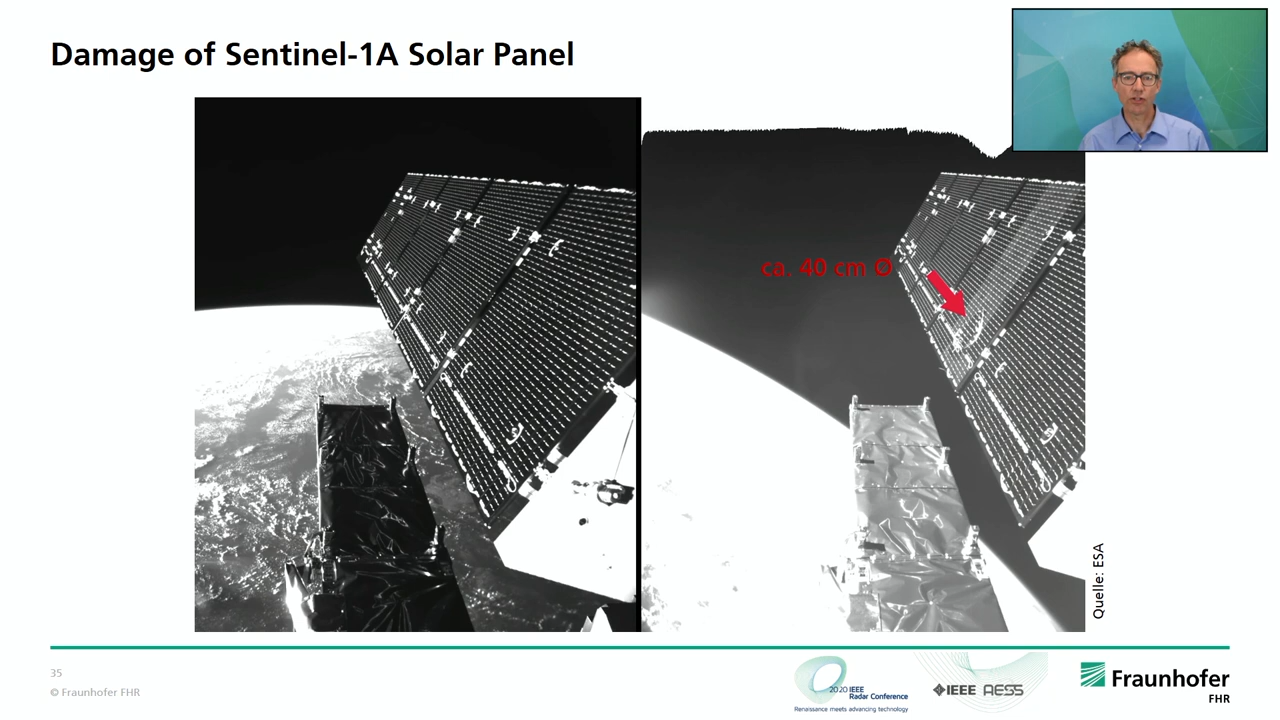 Damage of Sentinel-1A Solar Panel
ca. 40 cm Ø
Quelle: ESA
35
© Fraunhofer FHR
2020 IEEE
Radar Conference
Renaissance meets advancing technology
IEEE AESS
Fraunhofer
FHR